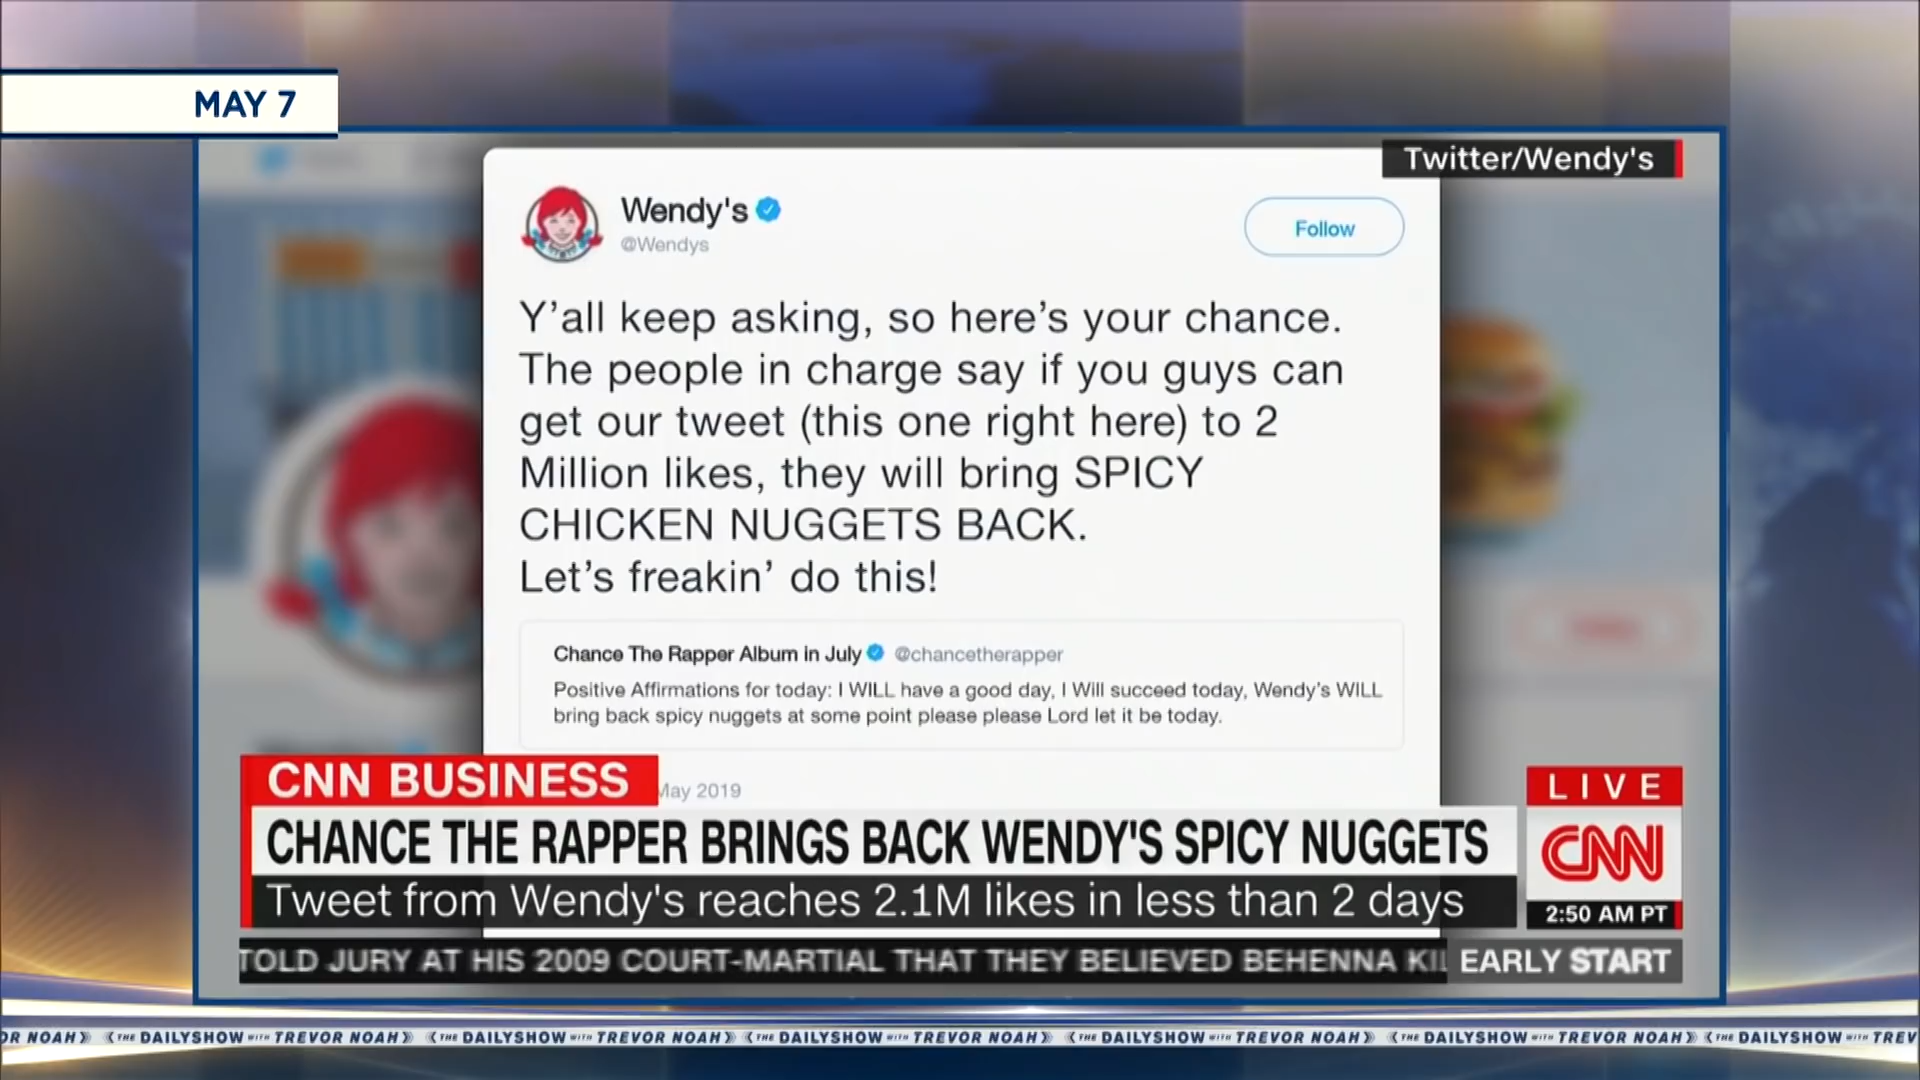 MAY 7
Twitter/Wendy's
Wendy's
@Wendys
Follow
Y’all keep asking, so here’s your chance.
The people in charge say if you guys can
get our tweet (this one right here) to 2
Million likes, they will bring SPICY
CHICKEN NUGGETS BACK.
Let’s freakin’ do this!
Chance The Rapper Album in July @chancetherapper
Positive Affirmations for today: I WILL have a good day, I Will succeed today, Wendy's WILL
bring back spicy nuggets at some point please please Lord let it be today.
May 2019
CNN BUSINESS
CHANCE THE RAPPER BRINGS BACK WENDY'S SPICY NUGGETS
Tweet from Wendy's reaches 2.1M likes in less than 2 days
LIVE
CNN
2:50 AM PT
TOLD JURY AT HIS 2009 COURT-MARTIAL THAT THEY BELIEVED BEHENNA
EARLY START
NOAH THE DAILYSHOW WITH TREVOR NOAH THE DAILYSHOW WITH TREVOR NOAH THE DAILYSHOW WITH TREVOR NOAH THE DAILYSHOW WITH TREVOR NOAH THE DAILYSHOW WITH TREVOR NOAH THE DAILYSHOW WITH